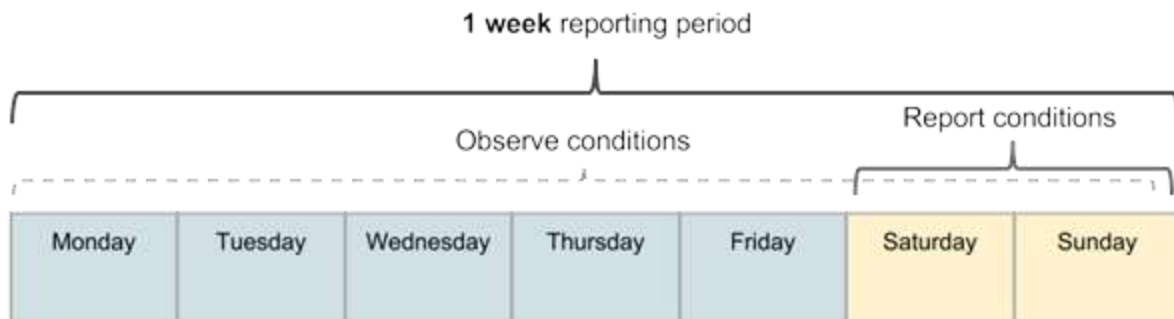 1 week reporting period
Report conditions
Observe conditions
Monday Tuesday Wednesday Thursday Friday Saturday Sunday